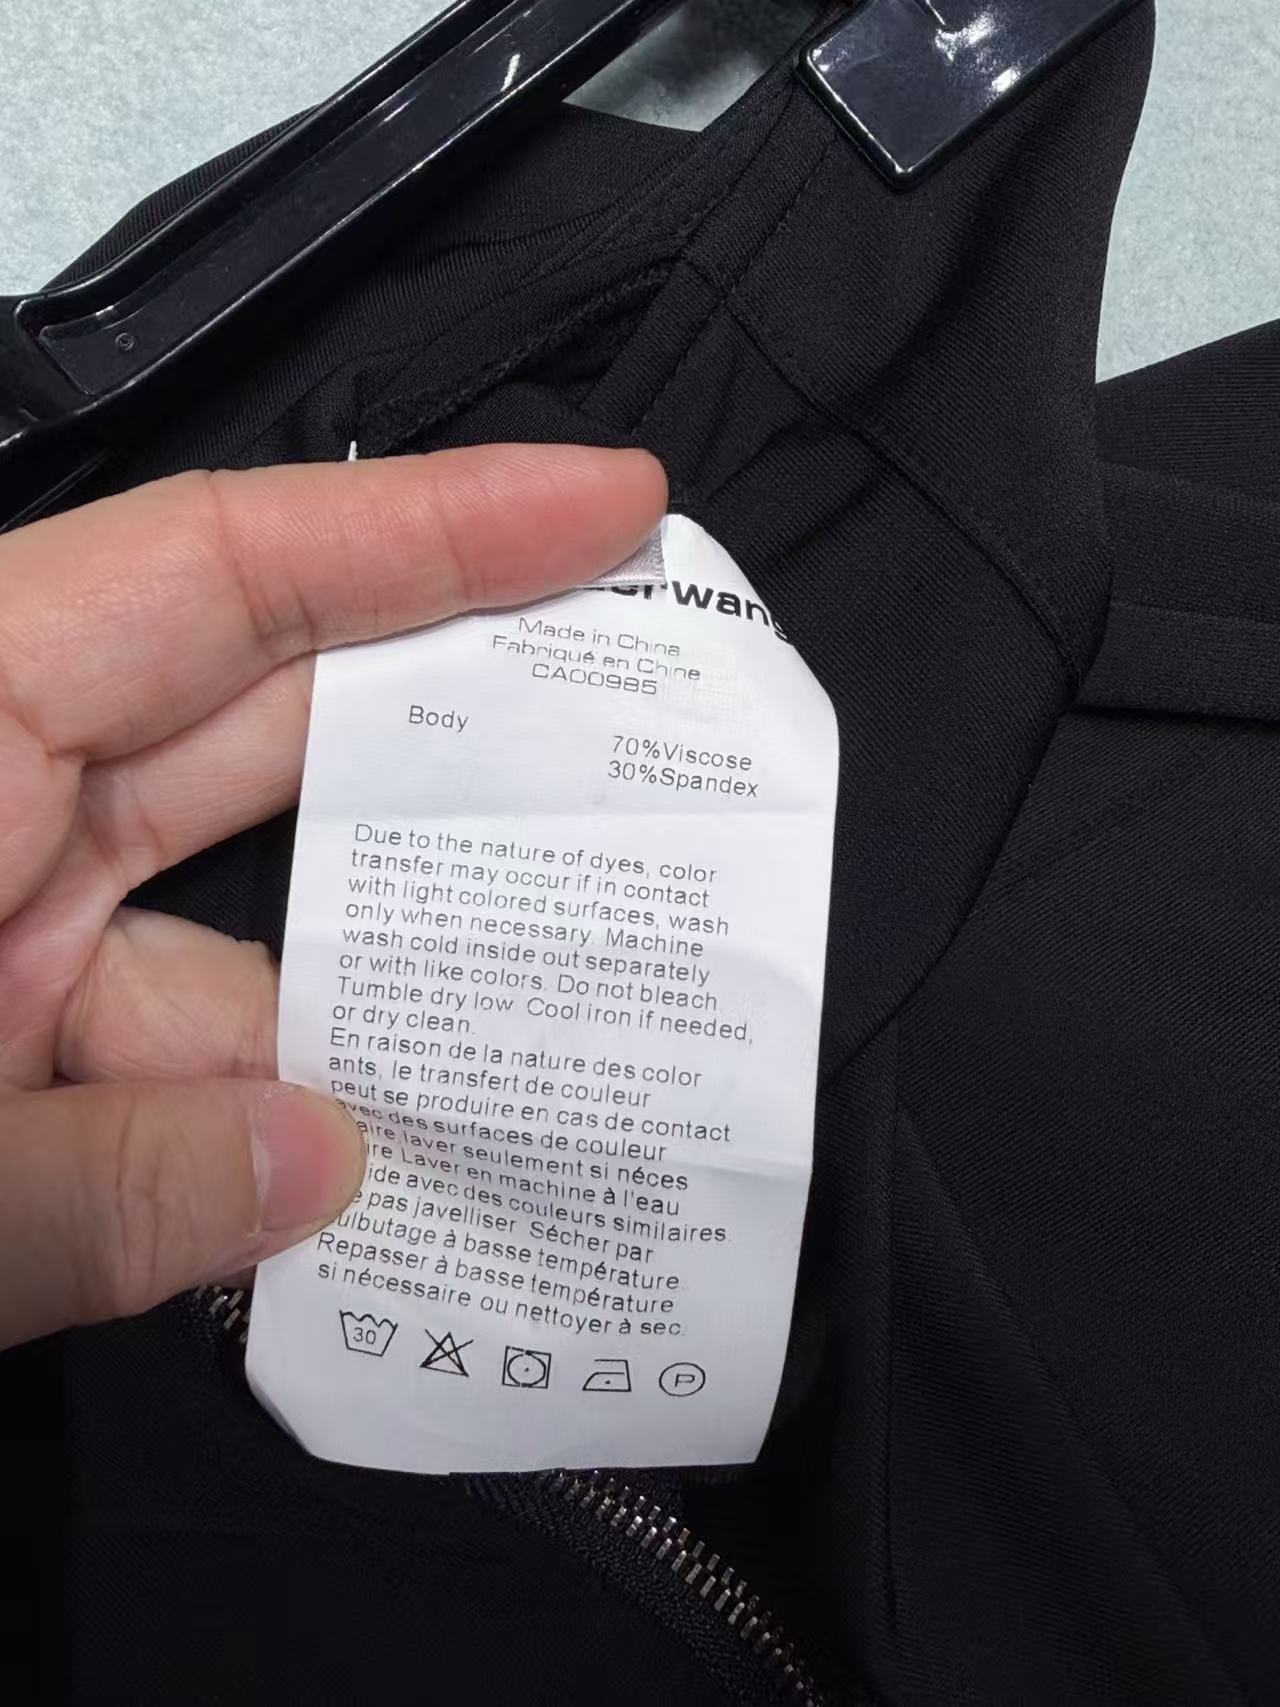 Made in China
Fabriqué en Chine
CA00985
Body
70%Viscose
30%Spandex
Due to the nature of dyes, color
transfer may occur if in contact
with light colored surfaces, wash
only when necessary. Machine
wash cold inside out separately
or with like colors. Do not bleach.
Tumble dry low Cool iron if needed,
or dry clean.
En raison de la nature des color
ants, le transfert de couleur
peut se produire en cas de contact
avec des surfaces de couleur
laver seulement si néces
Laver en machine à l'eau
avec des couleurs similaires.
pas javelliser Sécher par
à basse température.
Repasser à basse température
si nécessaire ou nettoyer à sec.
30
P